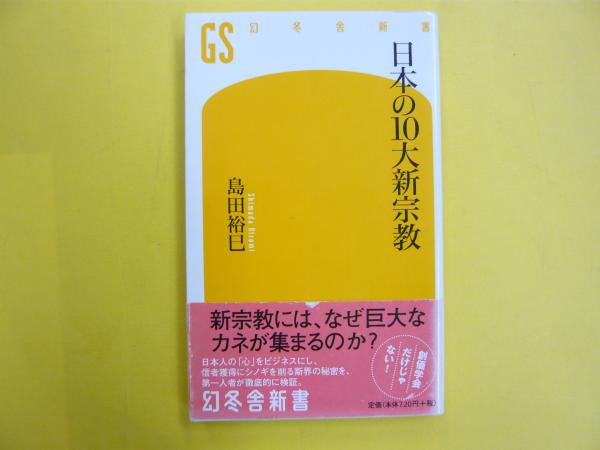 GS 幻冬舎新書
日本の10大新宗教
島田裕巳
Shimada Hiromi
新宗教には、なぜ巨大な
カネが集まるのか?
日本人の「心」をビジネスにし、
信者獲得にシノギを削る斯界の秘密を、
第一人者が徹底的に検証。
創価学会
だけじゃ
ない!
幻冬舎新書
定価(本体720円+税)